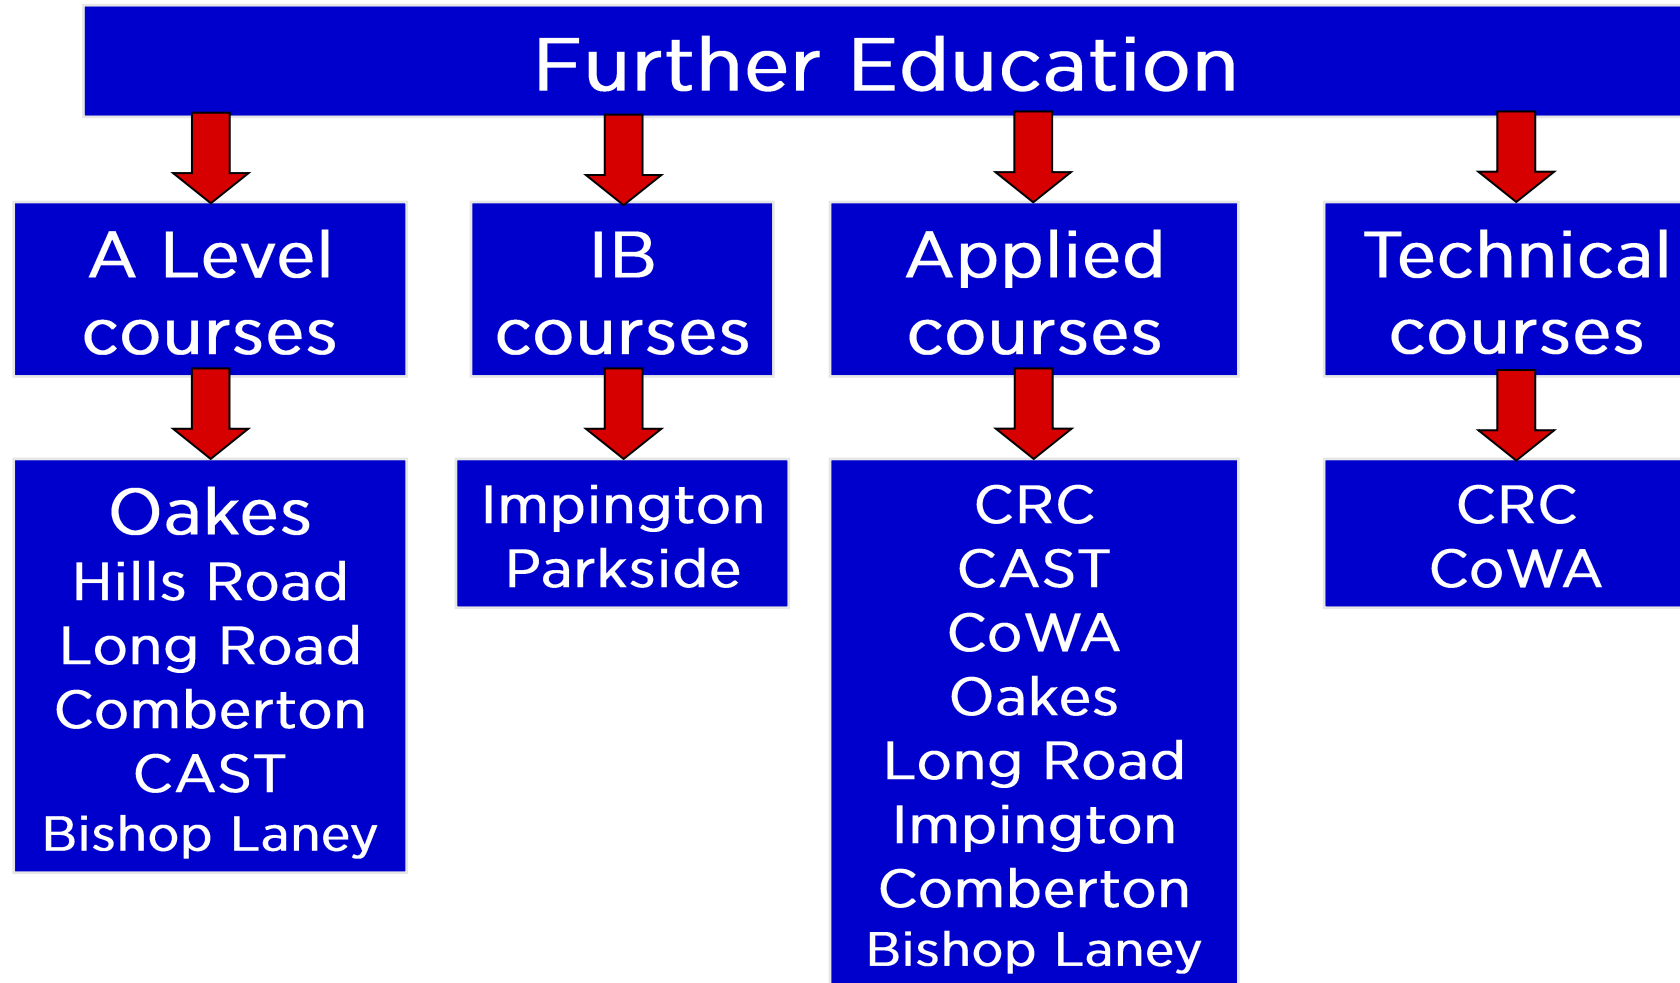 Further Education
A Level
courses
IB
courses
Applied
courses
Technical
courses
Oakes
Hills Road
Long Road
Comberton
CAST
Bishop Laney
Impington
Parkside
CRC
CAST
CoWA
Oakes
Long Road
Impington
Comberton
Bishop Laney
CRC
CoWA